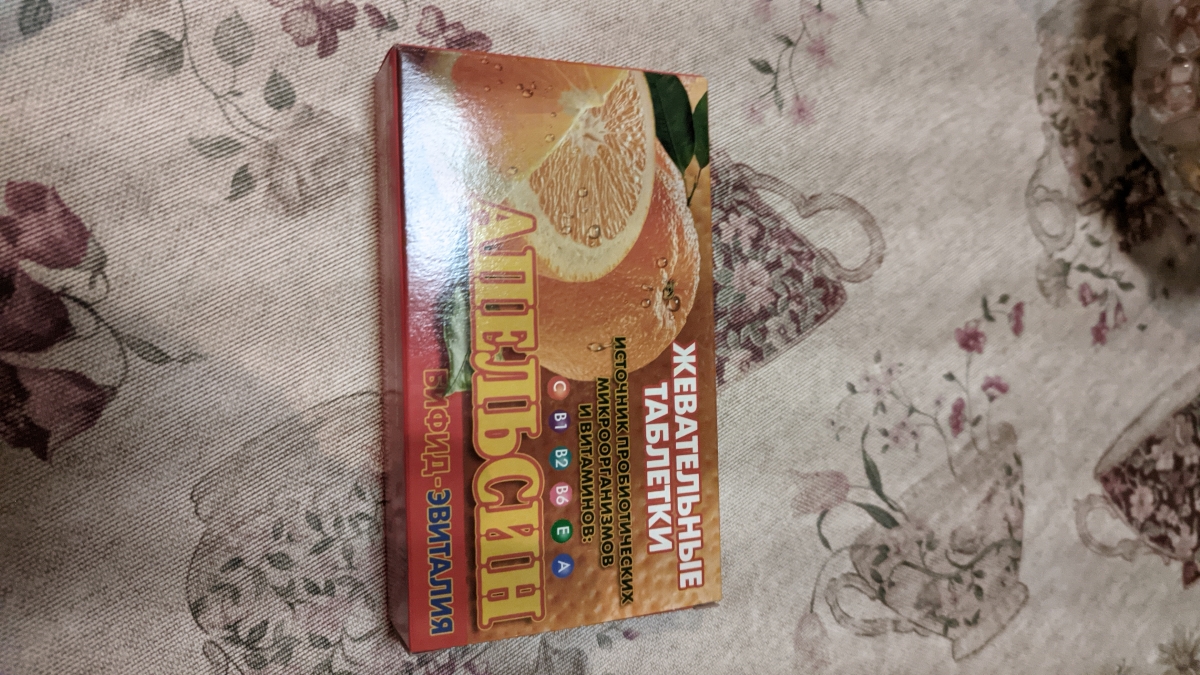 ЖЕВАТЕЛЬНЫЕ
ТАБЛЕТКИ
ИСТОЧНИК ПРОБИОТИЧЕСКИХ
МИКРООРГАНИЗМОВ
И ВИТАМИНОВ:
C B1 B2 B6 E A
АПЕЛЬСИН
БИФИД-ЭВИТАЛИЯ